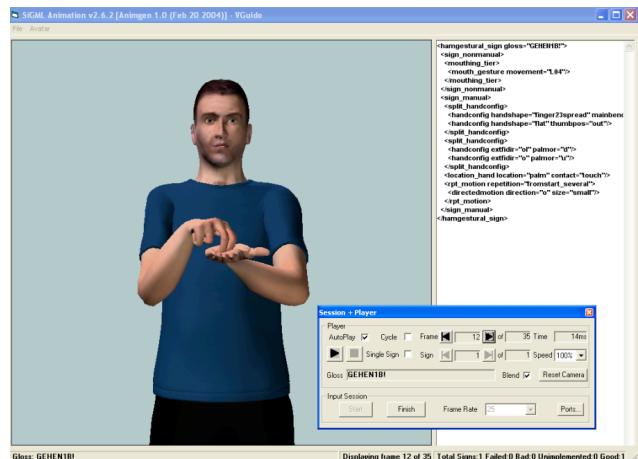 SiGML Animation v2.6.2 [Animgen 1.0 (Feb 20 2004)] - VGuido
File Avatar
<hamgestural_sign gloss="GEHEN1B!">
<sign_nonmanual>
<mouthing_tier>
<mouth_gesture movement="L04"/>
</mouthing_tier>
</sign_nonmanual>
<sign_manual>
<split_handconfig>
<handconfig handshape="finger23spread" mainbend
<handconfig handshape="flat" thumbpos="out"/>
</split_handconfig>
<split_handconfig>
<handconfig extfidir="ol" palmor="d"/>
<handconfig extfidir="o" palmor="u"/>
</split_handconfig>
<location_hand location="palm" contact="touch"/>
<rpt_motion repetition="fromstart_several">
<directedmotion direction="o" size="small"/>
</rpt_motion>
</sign_manual>
</hamgestural_sign>
Session + Player
Player
AutoPlay Cycle Frame 12 of 35 Time 14ms
Single Sign Sign 1 of 1 Speed 100%
Gloss GEHEN1B! Blend Reset Camera
Input Session
Start Finish Frame Rate 25 Ports...
Gloss: GEHEN1B! Displaying frame 12 of 35 Total Signs:1 Failed:0 Bad:0 Unimplemented:0 Good:1